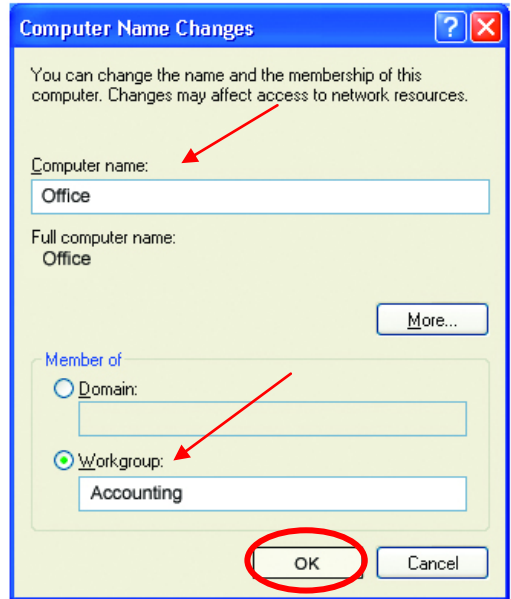 Computer Name Changes
You can change the name and the membership of this
computer. Changes may affect access to network resources.
Computer name:
Office
Full computer name:
Office
More...
Member of
Domain:
Workgroup:
Accounting
OK Cancel